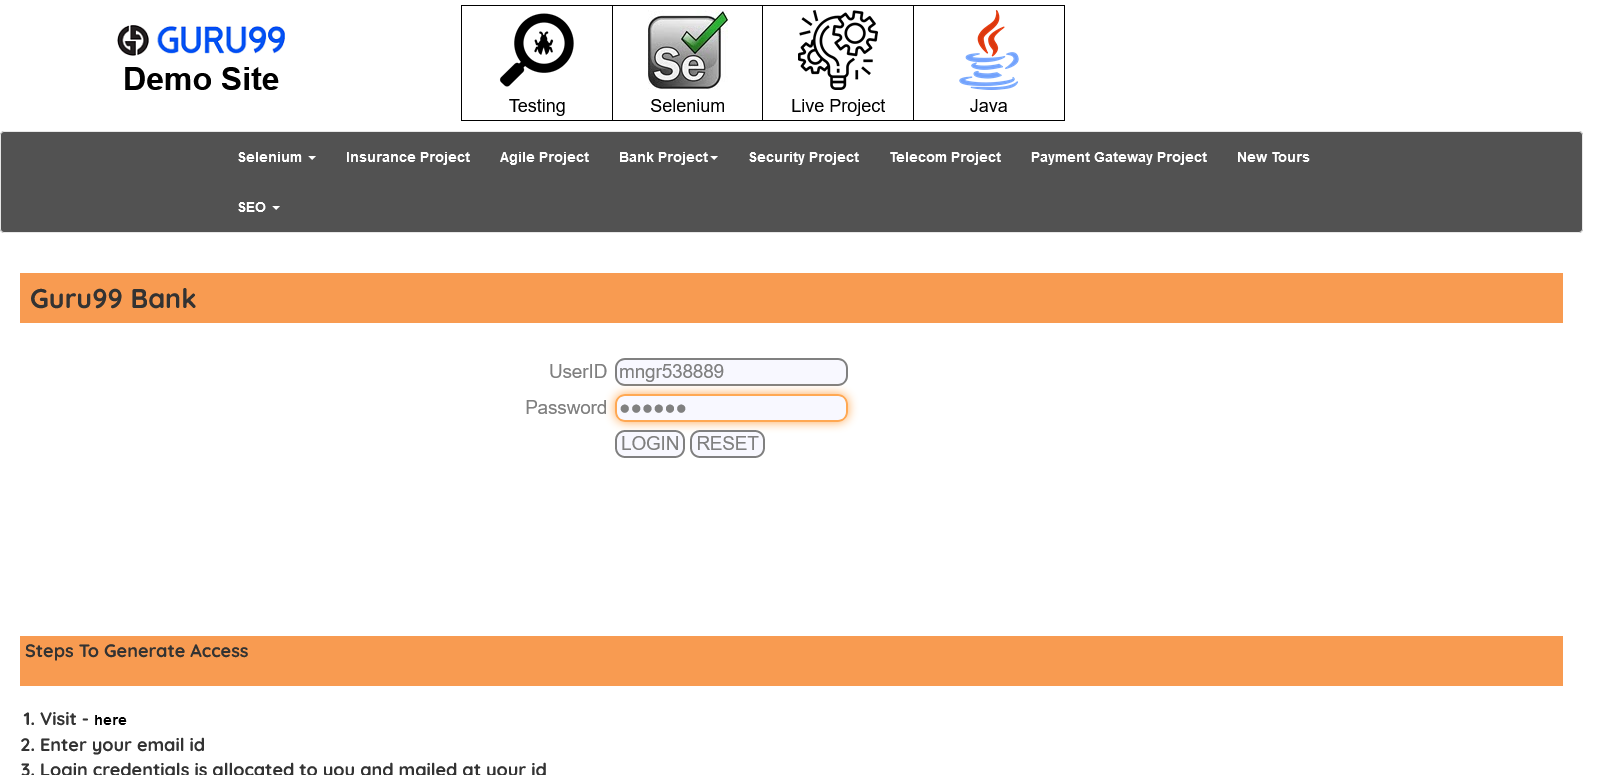 GURU99
Demo Site
Se
Testing
Selenium
Live Project
Java
Selenium
Insurance Project
Agile Project
Bank Project
Security Project
Telecom Project
Payment Gateway Project
New Tours
SEO
Guru99 Bank
UserID mngr538889
Password ●●●●●●
LOGIN RESET
Steps To Generate Access
1. Visit - here
2. Enter your email id
3. Login credentials is allocated to you and mailed at your id